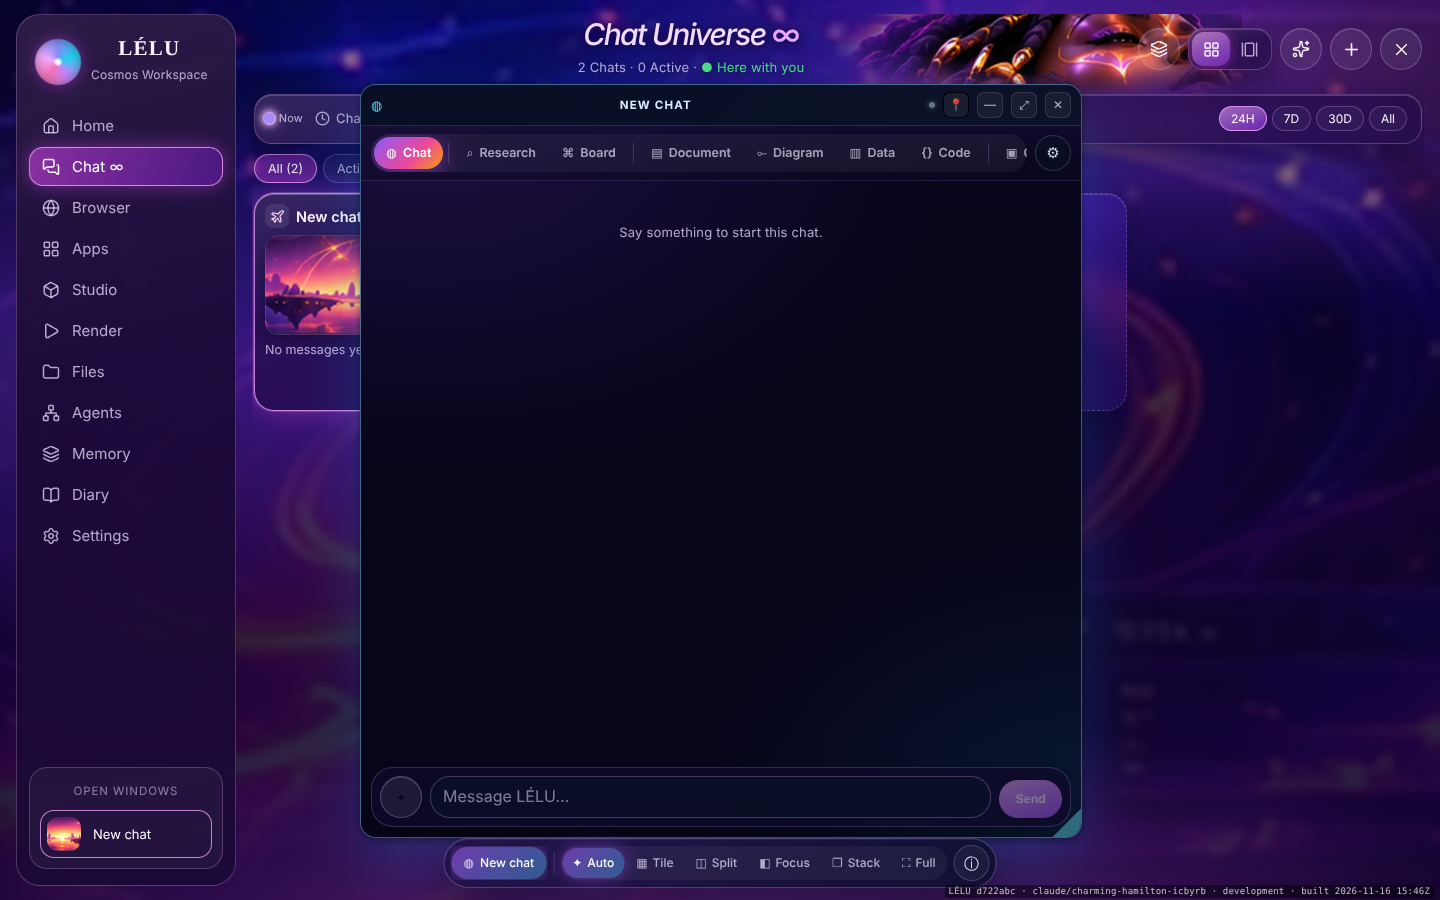 LÉLU
Cosmos Workspace
Home
Chat ∞
Browser
Apps
Studio
Render
Files
Agents
Memory
Diary
Settings
OPEN WINDOWS
New chat
Chat Universe ∞
2 Chats · 0 Active · Here with you
Now
24H 7D 30D All
All (2)
New chat
No messages
NEW CHAT
Chat Research Board Document Diagram Data {} Code
Say something to start this chat.
Message LÉLU...
Send
New chat Auto Tile Split Focus Stack Full
LÉLU d722abc · claude/charming-hamilton-icbyrb · development · built 2026-11-16 15:46Z